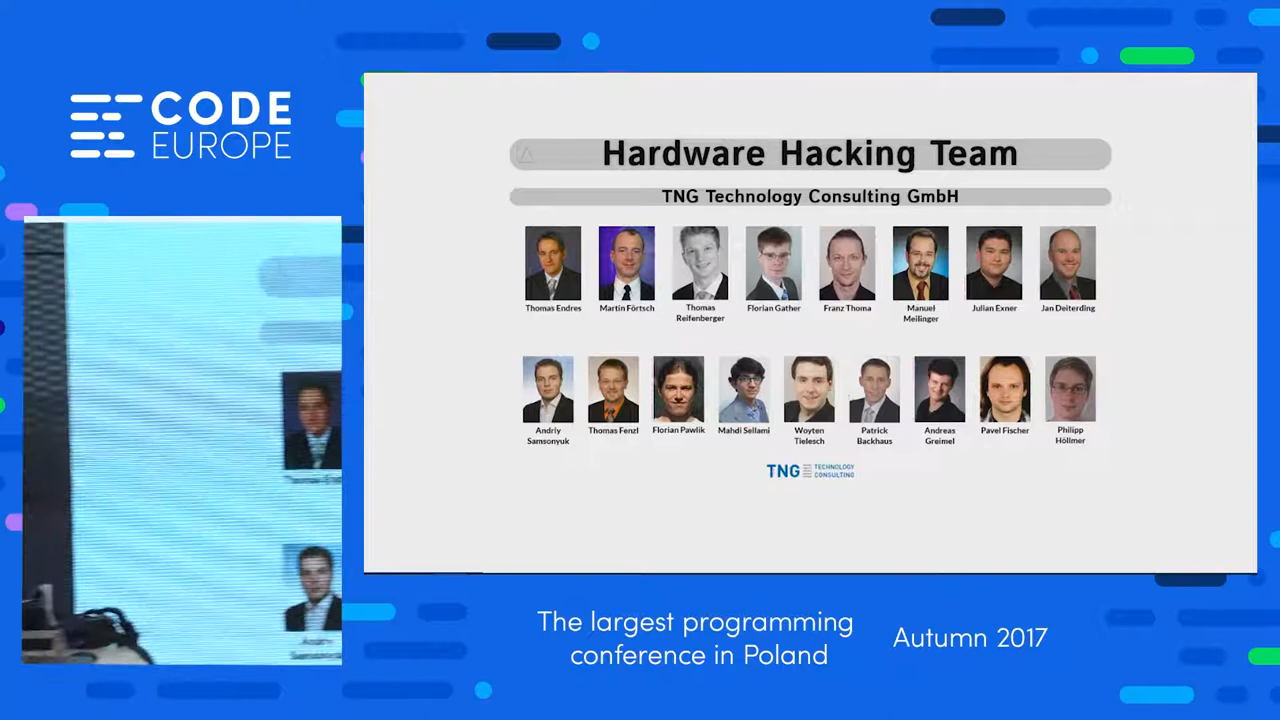 CODE
EUROPE
Hardware Hacking Team
TNG Technology Consulting GmbH
Thomas Endres
Martin Förtsch
Thomas
Reifenberger
Florian Gather
Franz Thoma
Manuel
Meilinger
Julian Exner
Jan Deiterding
Andriy
Samsonyuk
Thomas Fenzl
Florian Pawlik
Mahdi Sellami
Woyten
Tielesch
Patrick
Backhaus
Andreas
Greimel
Pavel Fischer
Philipp
Höllmer
TNG TECHNOLOGY
CONSULTING
The largest programming
conference in Poland
Autumn 2017